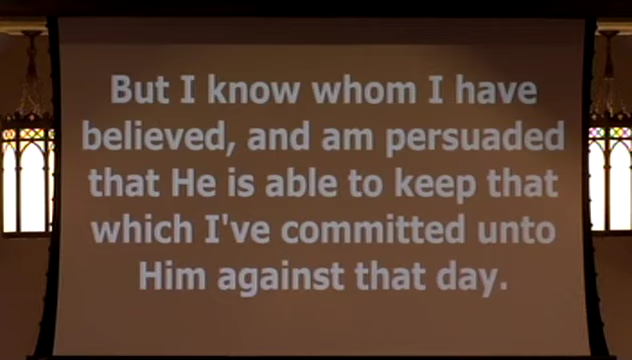 But I know whom I have
believed, and am persuaded
that He is able to keep that
which I've committed unto
Him against that day.